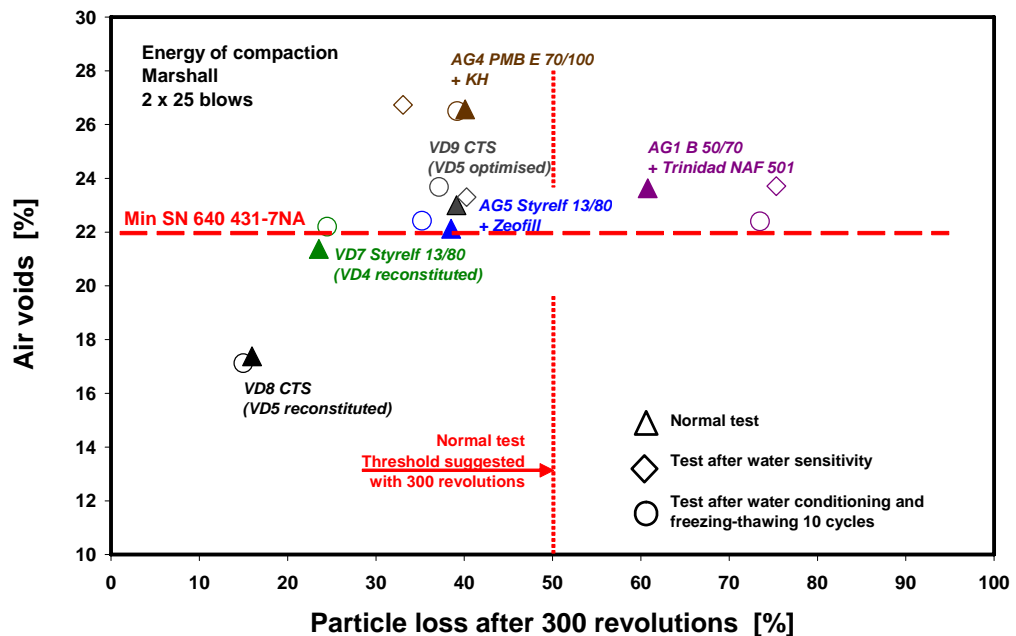 30
28
26
24
22
20
18
16
14
12
10
Air voids [%]
Energy of compaction
Marshall
2 x 25 blows
AG4 PMB E 70/100
+ KH
VD9 CTS
(VD5 optimised)
AG1 B 50/70
+ Trinidad NAF 501
Min SN 640 431-7NA
AG5 Styrelf 13/80
+ Zeofill
VD7 Styrelf 13/80
(VD4 reconstituted)
VD8 CTS
(VD5 reconstituted)
Normal test
Threshold suggested
with 300 revolutions
Normal test
Test after water sensitivity
Test after water conditioning and
freezing-thawing 10 cycles
0 10 20 30 40 50 60 70 80 90 100
Particle loss after 300 revolutions [%]